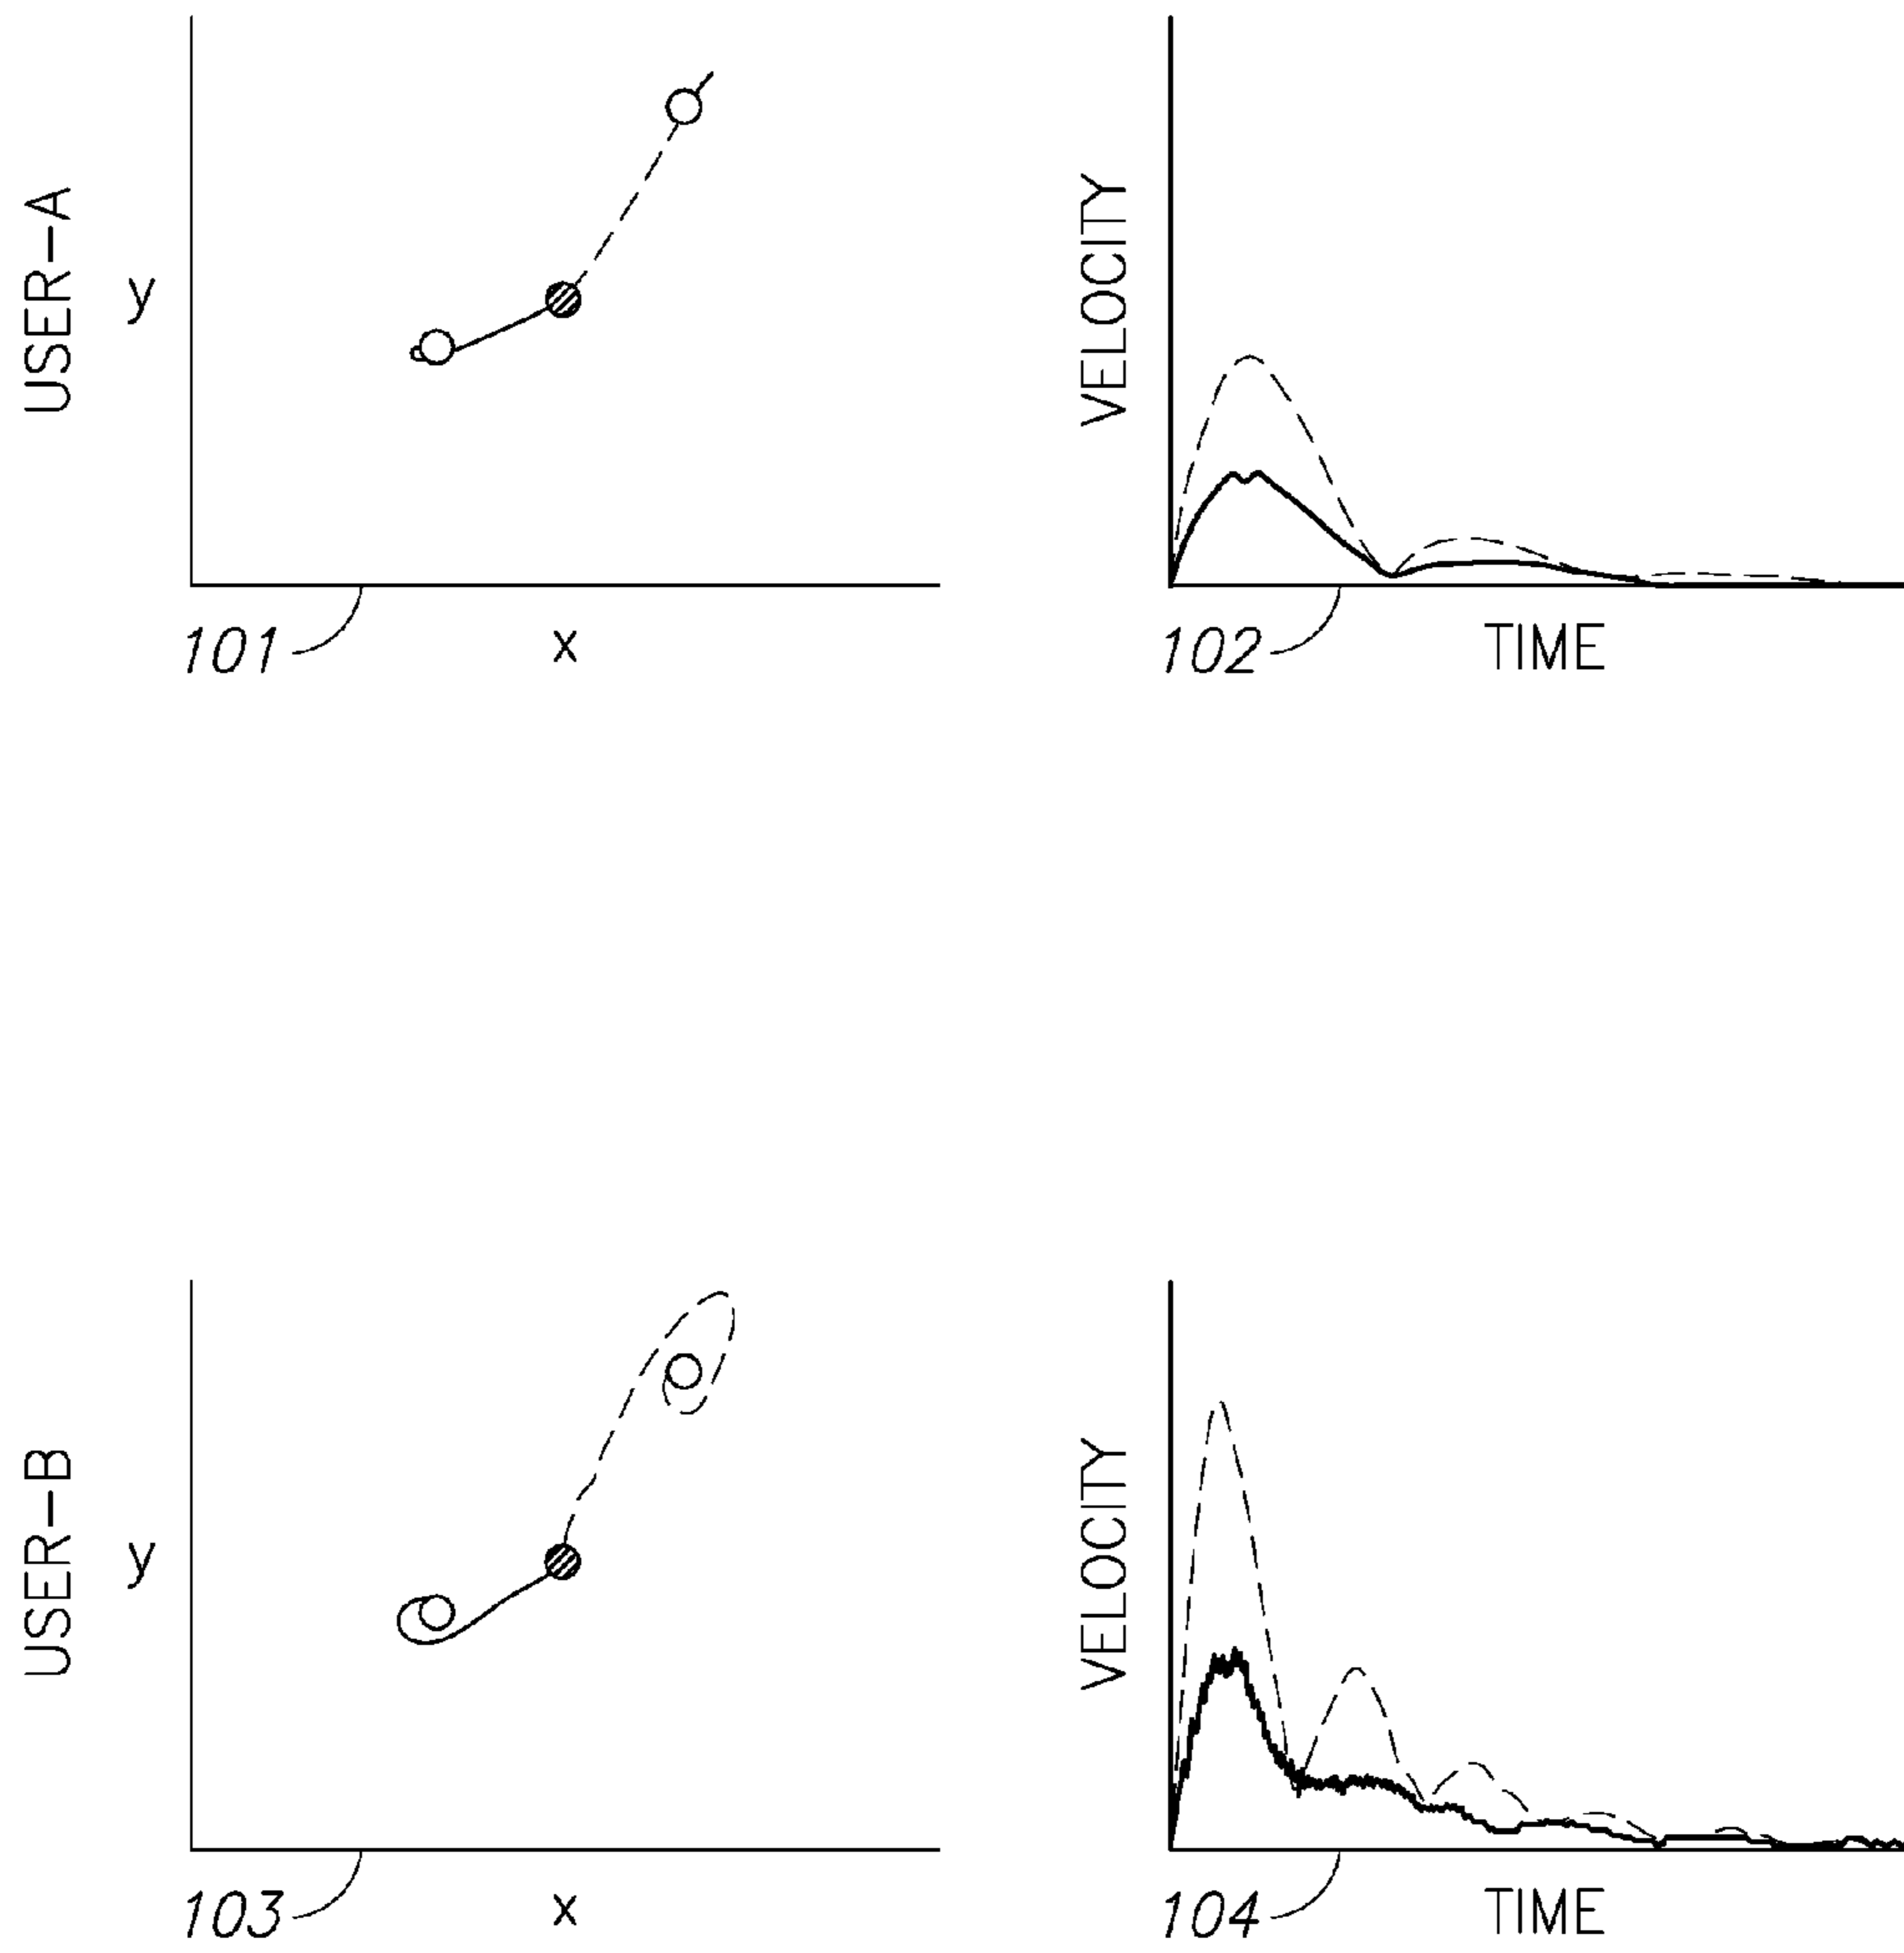 USER-A
y
101
x
VELOCITY
102
TIME
USER-B
y
103
x
VELOCITY
104
TIME